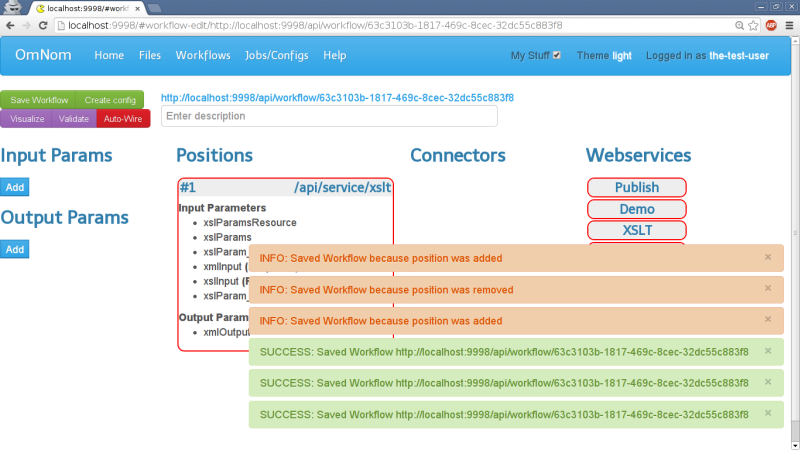 localhost:9998/#workf
localhost:9998/#workflow-edit/http://localhost:9998/api/workflow/63c3103b-1817-469c-8cec-32dc55c883f8
ABP
OmNom Home Files Workflows Jobs/Configs Help My Stuff Theme light Logged in as the-test-user
Save Workflow Create config
Visualize Validate Auto-Wire
http://localhost:9998/api/workflow/63c3103b-1817-469c-8cec-32dc55c883f8
Enter description
Input Params
Add
Output Params
Add
Positions
#1 /api/service/xslt
Input Parameters
xslParamsResource
xslParams
xslParam_
xmlInput (
xslInput (
xslParam_
Output Param
xmlOutpu
Connectors
Webservices
Publish
Demo
XSLT
INFO: Saved Workflow because position was added ×
INFO: Saved Workflow because position was removed ×
INFO: Saved Workflow because position was added ×
SUCCESS: Saved Workflow http://localhost:9998/api/workflow/63c3103b-1817-469c-8cec-32dc55c883f8 ×
SUCCESS: Saved Workflow http://localhost:9998/api/workflow/63c3103b-1817-469c-8cec-32dc55c883f8 ×
SUCCESS: Saved Workflow http://localhost:9998/api/workflow/63c3103b-1817-469c-8cec-32dc55c883f8 ×